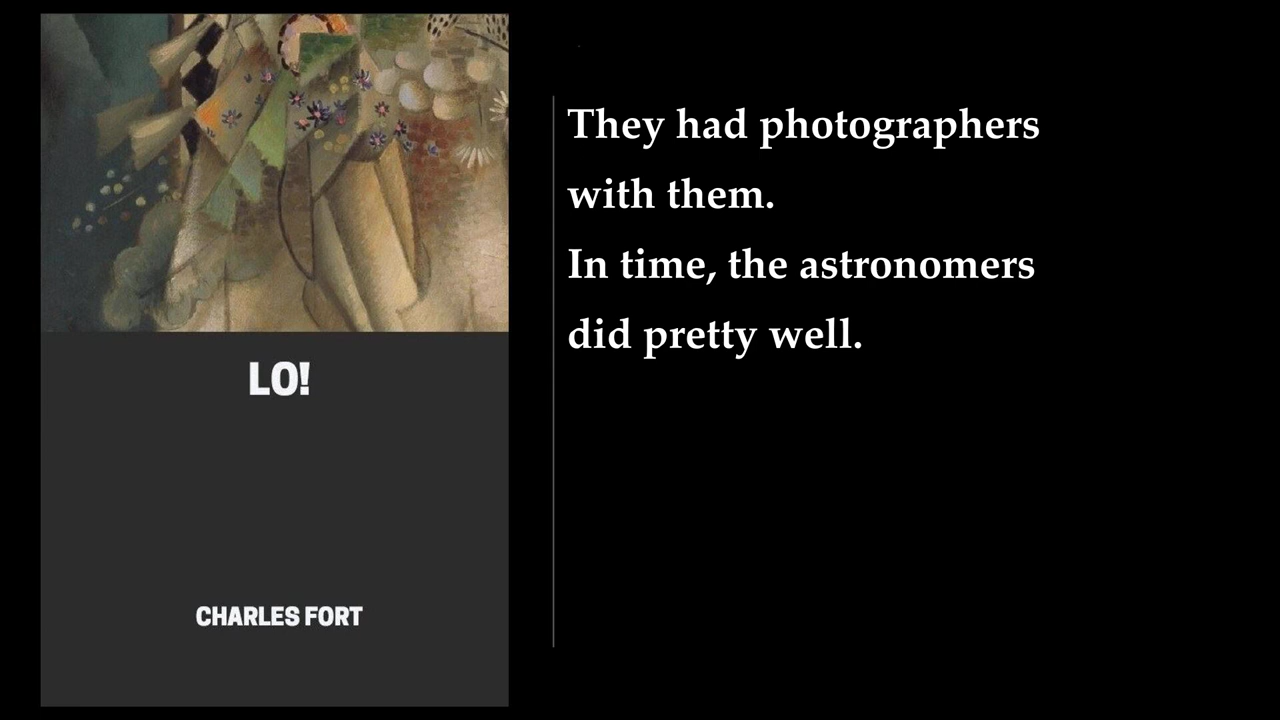 LO!
CHARLES FORT
They had photographers
with them.
In time, the astronomers
did pretty well.